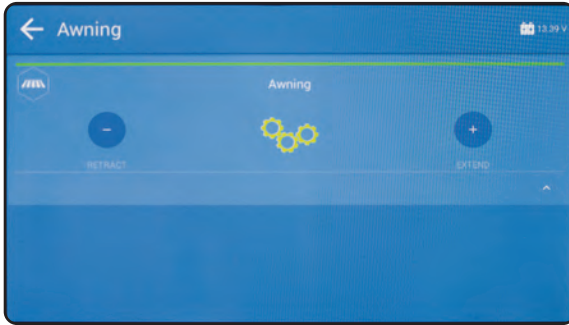 Awning
13.39 V
Awning
RETRACT
EXTEND